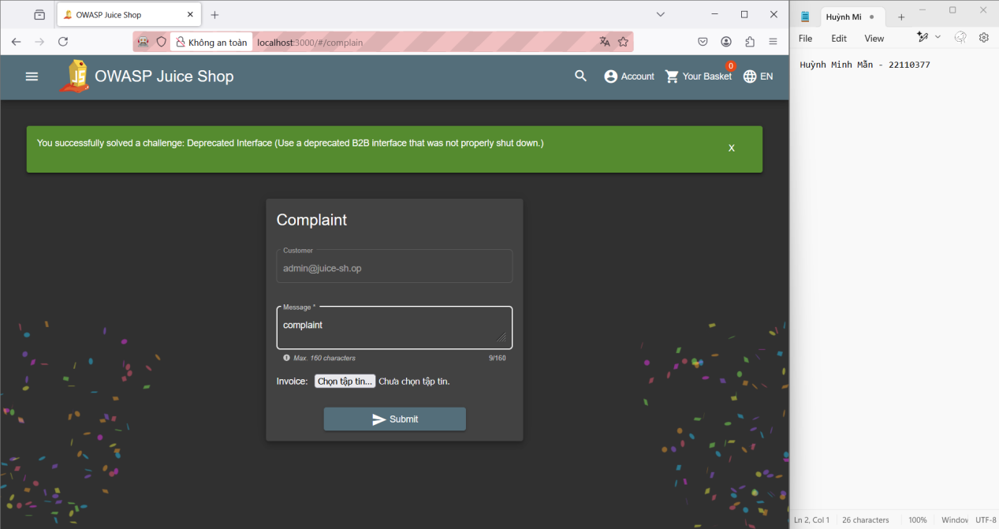 OWASP Juice Shop
Không an toàn
localhost:3000/#/complain
OWASP Juice Shop
Account
0
Your Basket
EN
You successfully solved a challenge: Deprecated Interface (Use a deprecated B2B interface that was not properly shut down.)
X
Complaint
Customer
admin@juice-sh.op
Message *
complaint
Max. 160 characters
9/160
Invoice: Chọn tập tin... Chưa chọn tập tin.
Submit
Huỳnh Mi
File Edit View
Huỳnh Minh Mẫn - 22110377
Ln 2, Col 1 26 characters 100% Window UTF-8